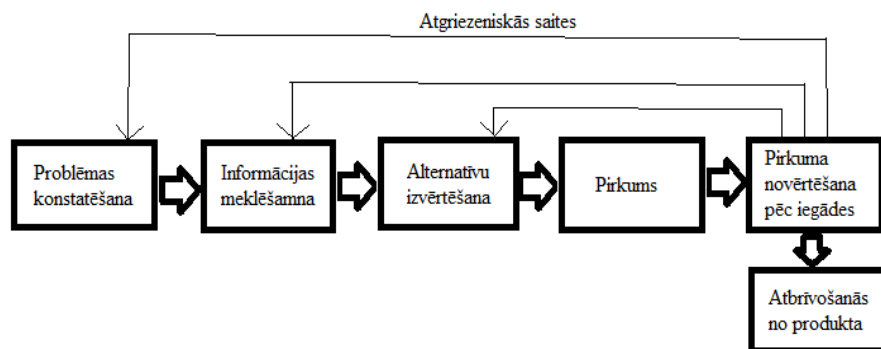 Atgriezeniskās saites
Problēmas
konstatēšana
Informācijas
meklēšamna
Alternatīvu
izvērtēšana
Pirkums
Pirkuma
novērtēšana
pēc iegādes
Atbrīvošanās
no produkta